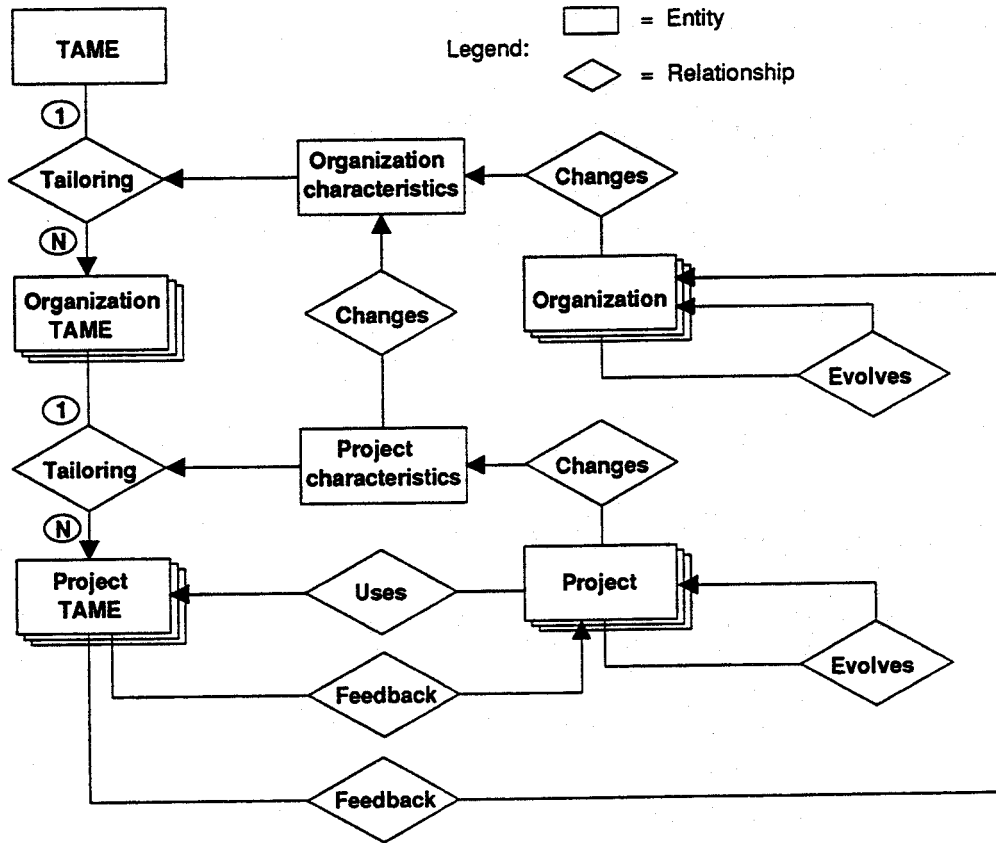 TAME
Legend:
= Entity
= Relationship
1
Tailoring
Organization
characteristics
Changes
N
Organization
TAME
Changes
Organization
Evolves
1
Tailoring
Project
characteristics
Changes
N
Project
TAME
Uses
Project
Evolves
Feedback
Feedback